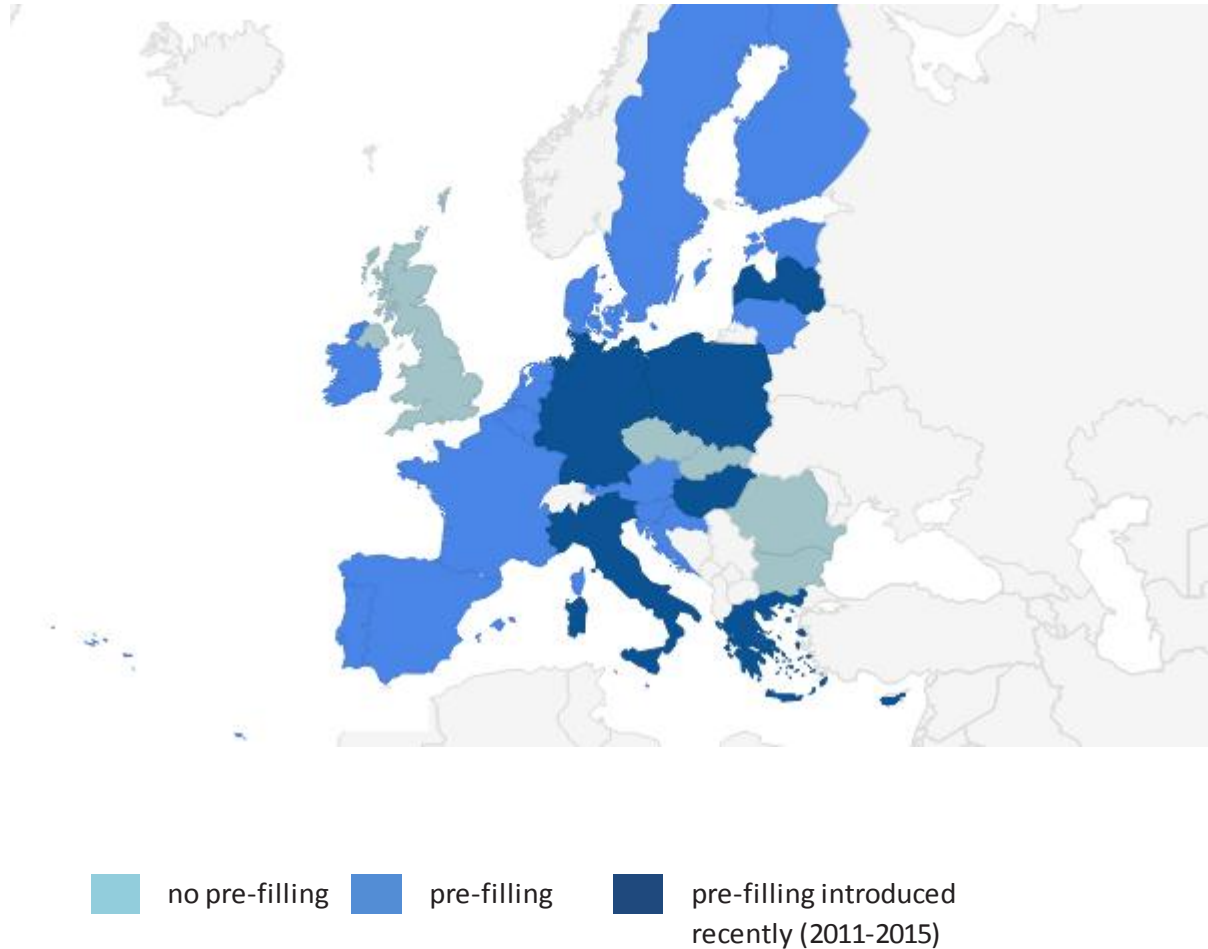 no pre-filling
pre-filling
pre-filling introduced
recently (2011-2015)